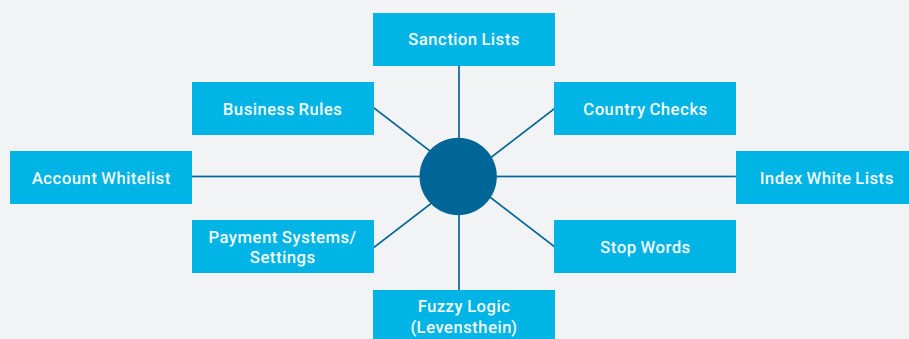 Sanction Lists
Business Rules
Country Checks
Account Whitelist
Index White Lists
Payment Systems/
Settings
Stop Words
Fuzzy Logic
(Levensthein)